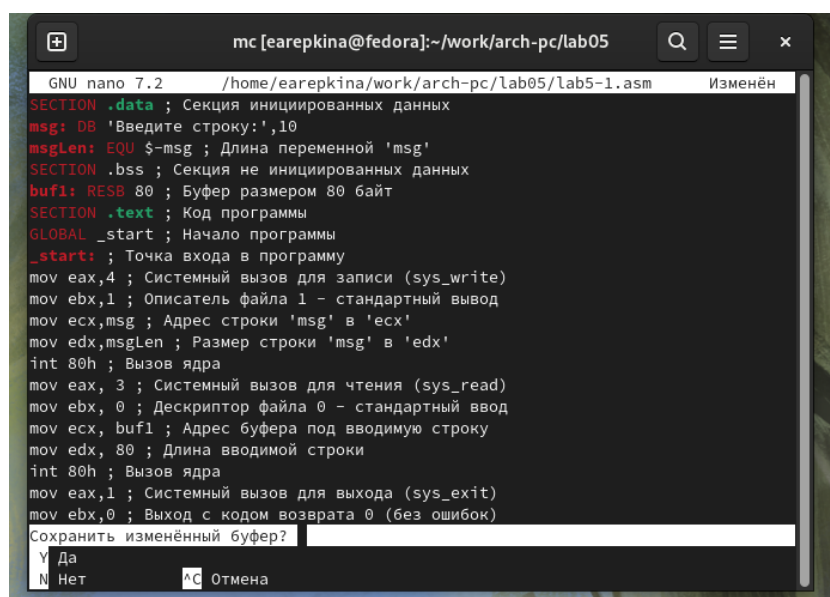 mc [earepkina@fedora]:~/work/arch-pc/lab05
GNU nano 7.2 /home/earepkina/work/arch-pc/lab05/lab5-1.asm Изменён
SECTION .data ; Секция инициированных данных
msg: DB 'Введите строку:',10
msgLen: EQU $-msg ; Длина переменной 'msg'
SECTION .bss ; Секция не инициированных данных
buf1: RESB 80 ; Буфер размером 80 байт
SECTION .text ; Код программы
GLOBAL _start ; Начало программы
_start: ; Точка входа в программу
mov eax,4 ; Системный вызов для записи (sys_write)
mov ebx,1 ; Описатель файла 1 - стандартный вывод
mov ecx,msg ; Адрес строки 'msg' в 'ecx'
mov edx,msgLen ; Размер строки 'msg' в 'edx'
int 80h ; Вызов ядра
mov eax, 3 ; Системный вызов для чтения (sys_read)
mov ebx, 0 ; Дескриптор файла 0 - стандартный ввод
mov ecx, buf1 ; Адрес буфера под вводимую строку
mov edx, 80 ; Длина вводимой строки
int 80h ; Вызов ядра
mov eax,1 ; Системный вызов для выхода (sys_exit)
mov ebx,0 ; Выход с кодом возврата 0 (без ошибок)
Сохранить изменённый буфер?
Y Да
N Нет ^C Отмена